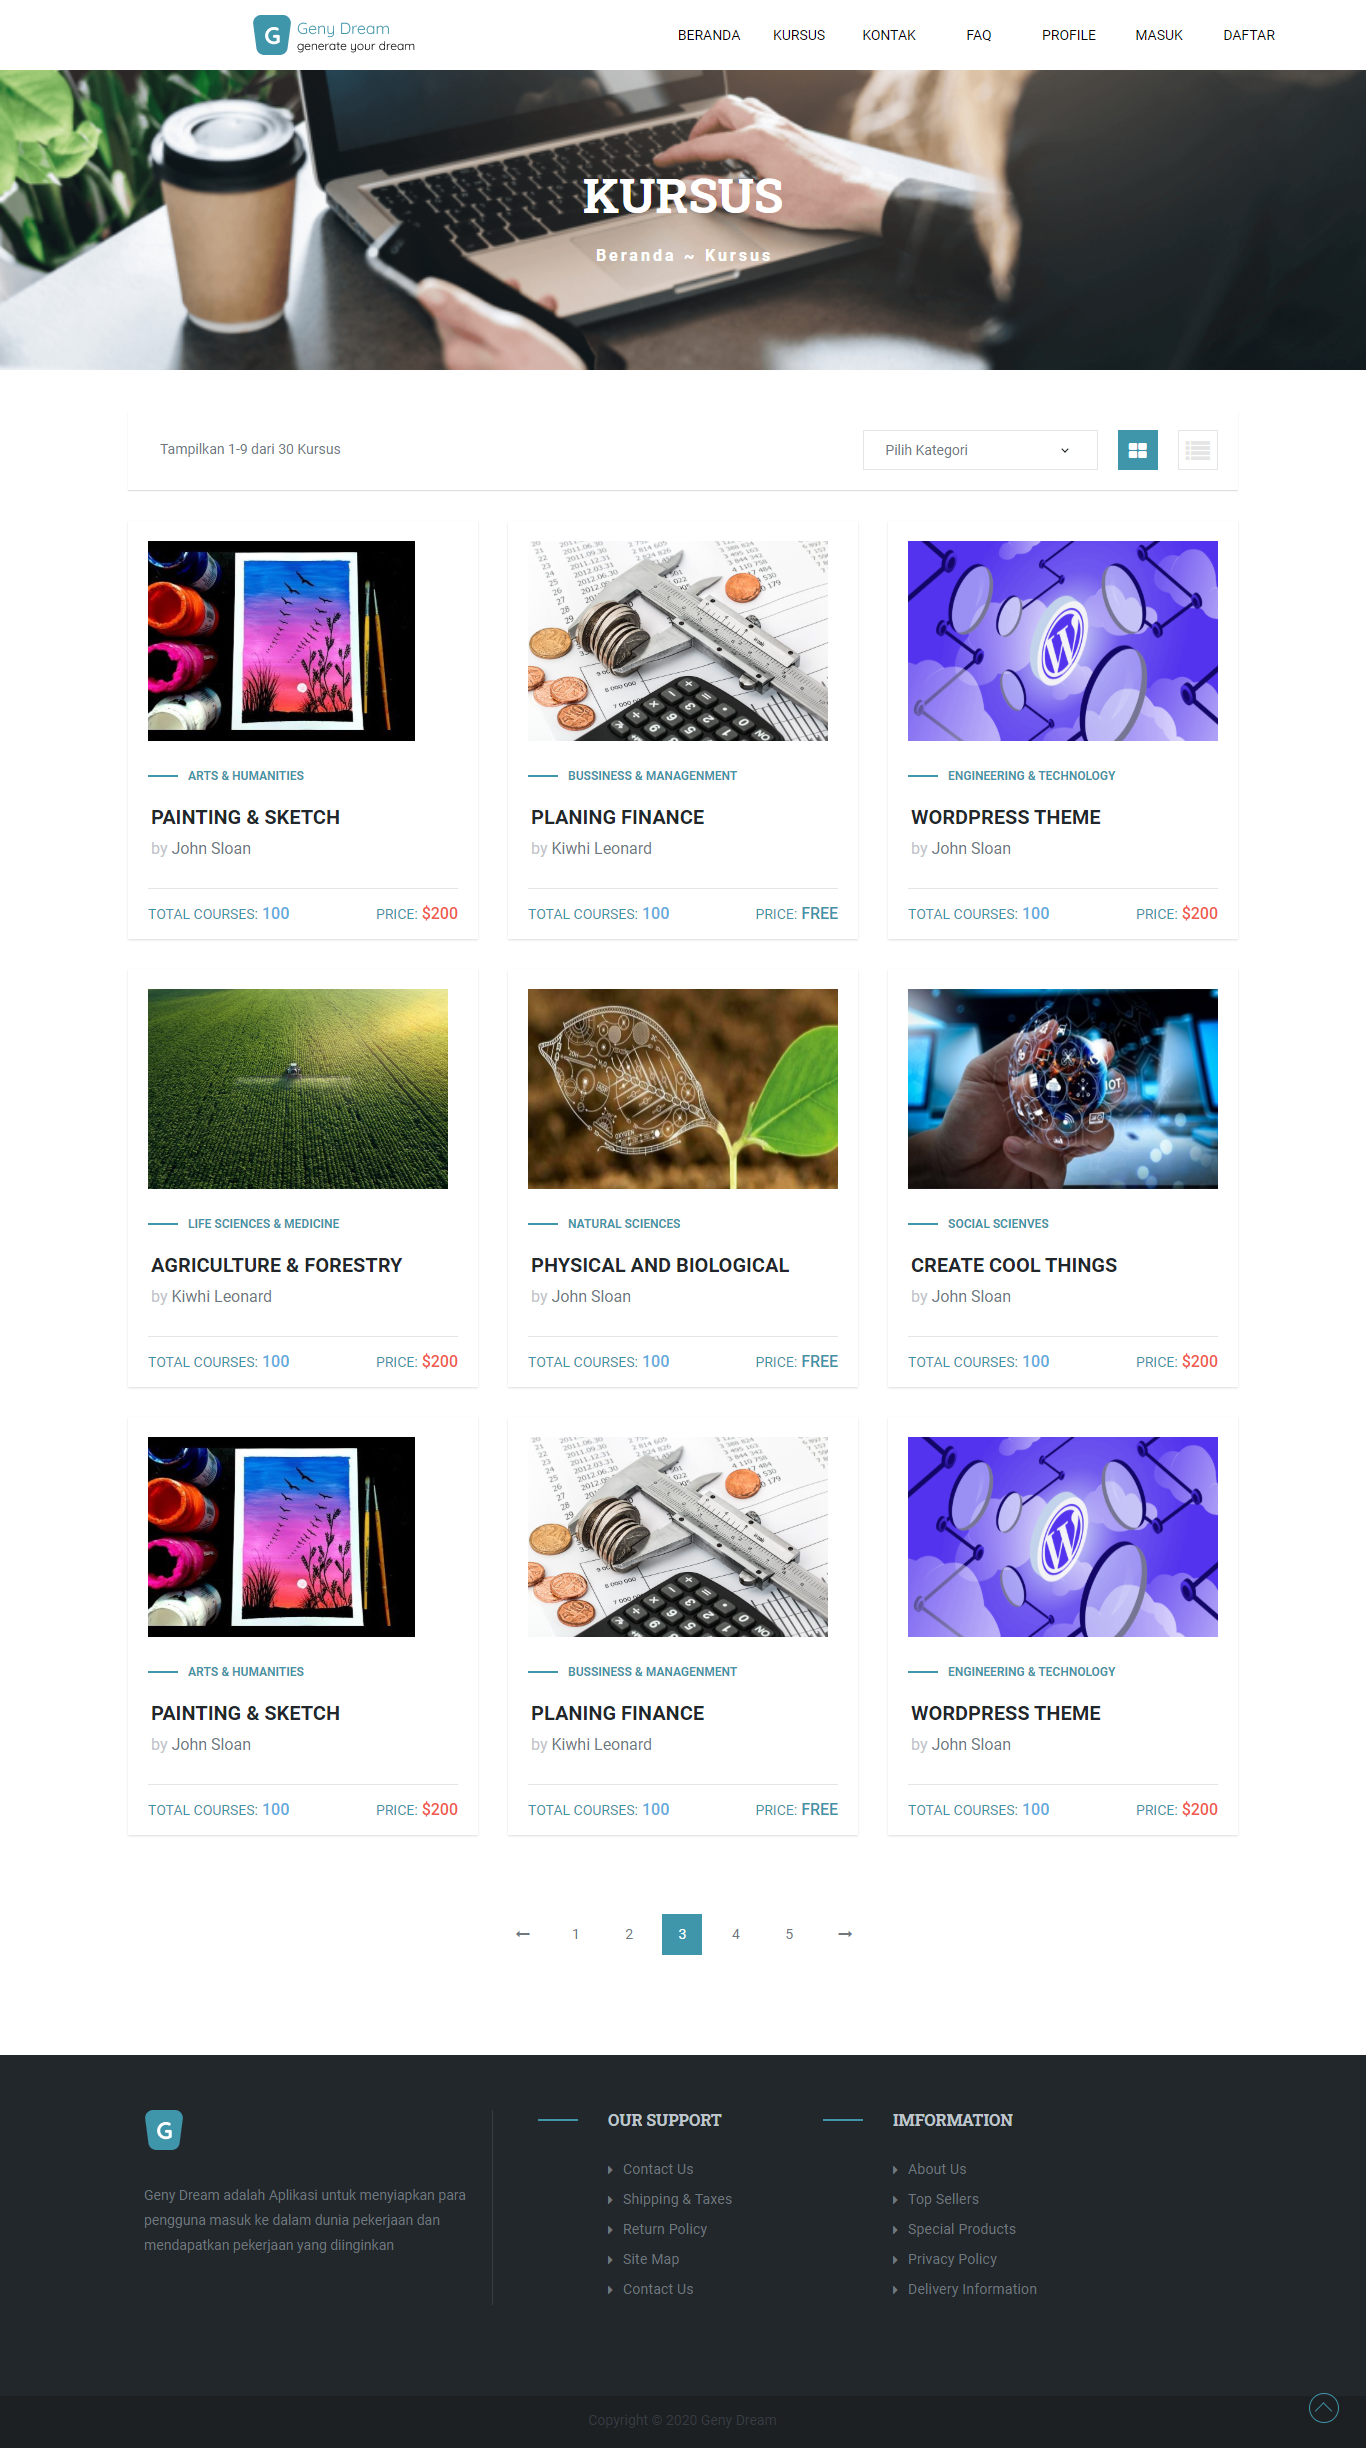 G Geny Dream
generate your dream
BERANDA KURSUS KONTAK FAQ PROFILE MASUK DAFTAR
KURSUS
Beranda ~ Kursus
Tampilkan 1-9 dari 30 Kursus
Pilih Kategori
ARTS & HUMANITIES
PAINTING & SKETCH
by John Sloan
TOTAL COURSES: 100 PRICE: $200
BUSSINESS & MANAGENMENT
PLANING FINANCE
by Kiwhi Leonard
TOTAL COURSES: 100 PRICE: FREE
ENGINEERING & TECHNOLOGY
WORDPRESS THEME
by John Sloan
TOTAL COURSES: 100 PRICE: $200
LIFE SCIENCES & MEDICINE
AGRICULTURE & FORESTRY
by Kiwhi Leonard
TOTAL COURSES: 100 PRICE: $200
NATURAL SCIENCES
PHYSICAL AND BIOLOGICAL
by John Sloan
TOTAL COURSES: 100 PRICE: FREE
IOT
SOCIAL SCIENVES
CREATE COOL THINGS
by John Sloan
TOTAL COURSES: 100 PRICE: $200
ARTS & HUMANITIES
PAINTING & SKETCH
by John Sloan
TOTAL COURSES: 100 PRICE: $200
BUSSINESS & MANAGENMENT
PLANING FINANCE
by Kiwhi Leonard
TOTAL COURSES: 100 PRICE: FREE
ENGINEERING & TECHNOLOGY
WORDPRESS THEME
by John Sloan
TOTAL COURSES: 100 PRICE: $200
1 2 3 4 5
G
Geny Dream adalah Aplikasi untuk menyiapkan para
pengguna masuk ke dalam dunia pekerjaan dan
mendapatkan pekerjaan yang diinginkan
OUR SUPPORT
Contact Us
Shipping & Taxes
Return Policy
Site Map
Contact Us
IMFORMATION
About Us
Top Sellers
Special Products
Privacy Policy
Delivery Information
Copyright © 2020 Geny Dream